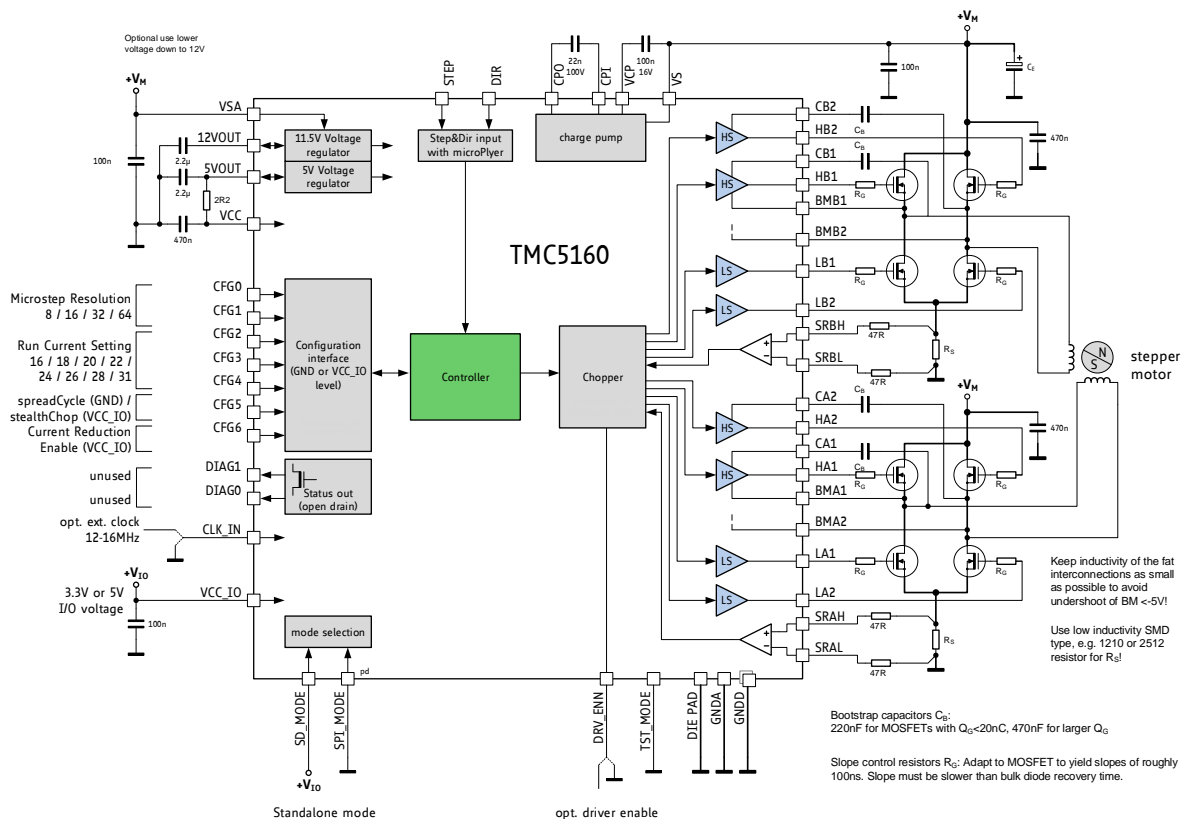 Optional use lower
voltage down to 12V
+VM
VSA
12VOUT
5VOUT
VCC
100n
2.2µ
2.2µ
2R2
470n
11.5V Voltage
regulator
5V Voltage
regulator
STEP
DIR
Step&Dir input
with microPlyer
CPO
22n
100V
CPI
VCP
100n
16V
VS
charge pump
+VM
100n
CE
470n
TMC5160
Microstep Resolution
8 / 16 / 32 / 64
Run Current Setting
16 / 18 / 20 / 22 /
24 / 26 / 28 / 31
spreadCycle (GND) /
stealthChop (VCC_IO)
Current Reduction
Enable (VCC_IO)
unused
unused
opt. ext. clock
12-16MHz
+VIO
3.3V or 5V
I/O voltage
100n
CFG0
CFG1
CFG2
CFG3
CFG4
CFG5
CFG6
DIAG1
DIAG0
CLK_IN
VCC_IO
Configuration
interface
(GND or VCC_IO
level)
Status out
(open drain)
mode selection
pd
Controller
Chopper
HS
HS
LS
LS
HS
HS
LS
LS
+
–
+
–
CB2
HB2
CB1
HB1
BMB1
BMB2
LB1
LB2
SRBH
SRBL
CA2
HA2
CA1
HA1
BMA1
BMA2
LA1
LA2
SRAH
SRAL
CB
CB
RG
RG
RG
RG
47R
47R
RS
+VM
470n
CB
CB
RG
RG
RG
RG
47R
47R
RS
N
S
stepper
motor
SD_MODE
SPI_MODE
DRV_ENN
TST_MODE
DIE PAD
GNDA
GNDD
+VIO
Standalone mode
opt. driver enable
Keep inductivity of the fat
interconnections as small
as possible to avoid
undershoot of BM <-5V!
Use low inductivity SMD
type, e.g. 1210 or 2512
resistor for RS!
Bootstrap capacitors CB:
220nF for MOSFETs with QG<20nC, 470nF for larger QG
Slope control resistors RG: Adapt to MOSFET to yield slopes of roughly
100ns. Slope must be slower than bulk diode recovery time.